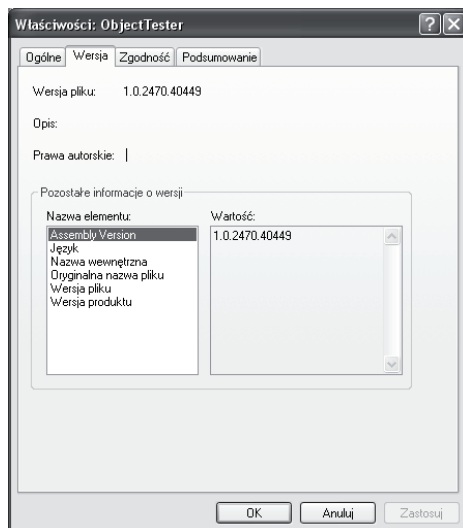 Właściwości: ObjectTester
Ogólne Wersja Zgodność Podsumowanie
Wersja pliku: 1.0.2470.40449
Opis:
Prawa autorskie:
Pozostałe informacje o wersji
Nazwa elementu: Wartość:
Assembly Version 1.0.2470.40449
Język
Nazwa wewnętrzna
Oryginalna nazwa pliku
Wersja pliku
Wersja produktu
OK Anuluj Zastosuj